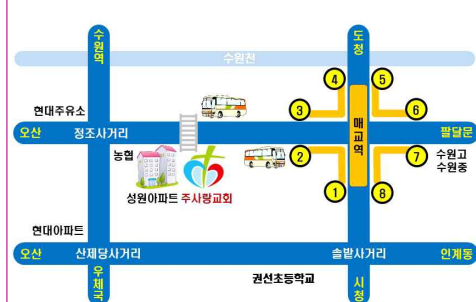 수원역
도청
수원천
4
5
3
6
현대주유소
매교역
오산
정조사거리
팔달문
농협
2
7
수원고
수원중
성원아파트
주사랑교회
1
8
현대아파트
오산
산제당사거리
솔밭사거리
인계동
우체국
권선초등학교
시청